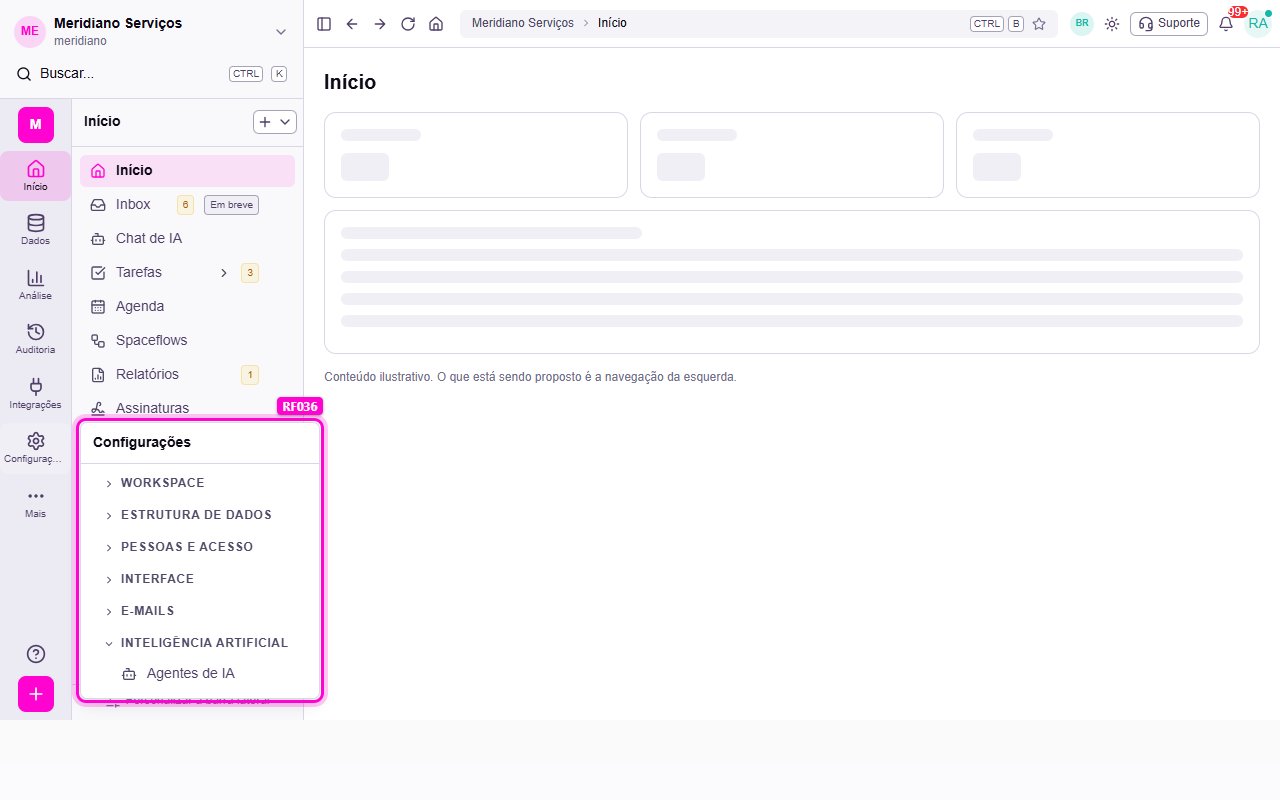 ME
Meridiano Serviços
meridiano
Buscar...
CTRL
K
M
Início
Dados
Análise
Auditoria
Integrações
Configuraç...
Mais
Início
Início
Inbox
6
Em breve
Chat de IA
Tarefas
3
Agenda
Spaceflows
Relatórios
1
Assinaturas
RF036
Configurações
WORKSPACE
ESTRUTURA DE DADOS
PESSOAS E ACESSO
INTERFACE
E-MAILS
INTELIGÊNCIA ARTIFICIAL
Agentes de IA
Meridiano Serviços
Início
CTRL
B
BR
Suporte
99+
RA
Início
Conteúdo ilustrativo. O que está sendo proposto é a navegação da esquerda.